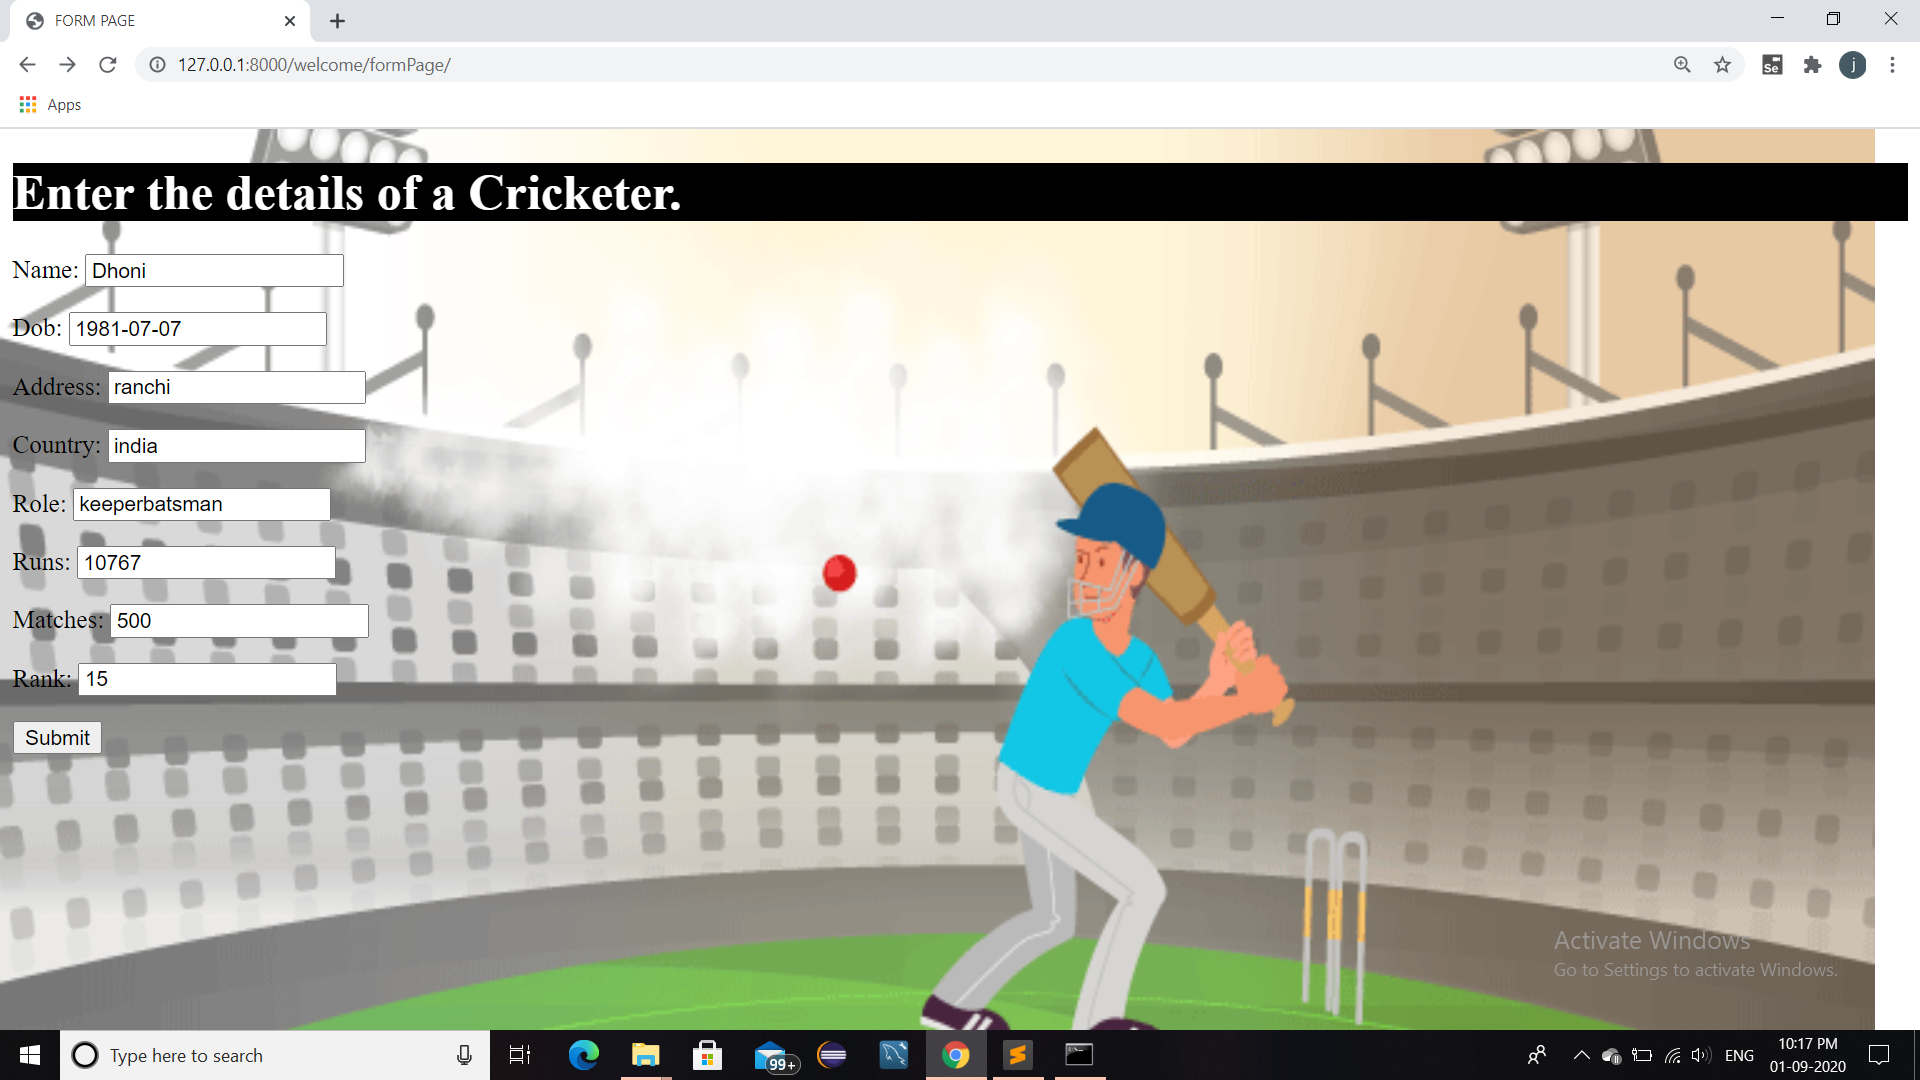 FORM PAGE
127.0.0.1:8000/welcome/formPage/
Se
j
Apps
Enter the details of a Cricketer.
Name: Dhoni
Dob: 1981-07-07
Address: ranchi
Country: india
Role: keeperbatsman
Runs: 10767
Matches: 500
Rank: 15
Submit
Activate Windows
Go to Settings to activate Windows.
Type here to search
99+
ENG
10:17 PM
01-09-2020